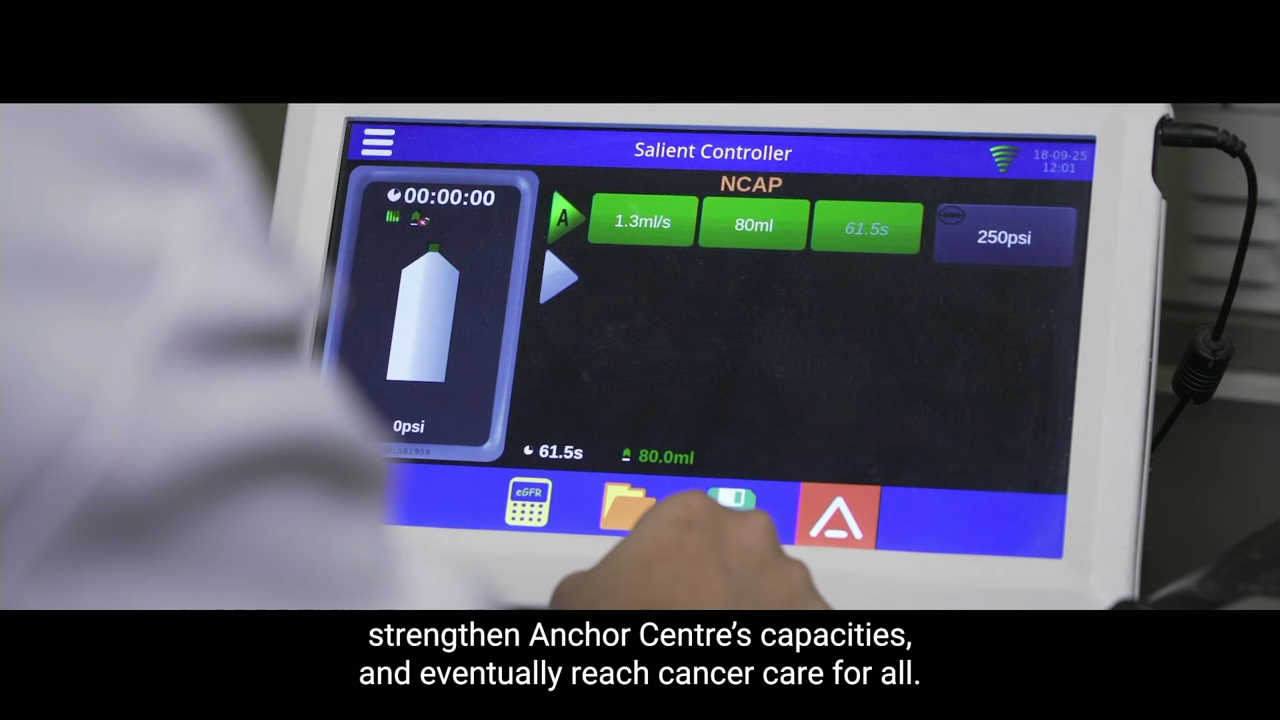 Salient Controller
18-09-25
12:01
00:00:00
NCAP
A
1.3ml/s
80ml
61.5s
250psi
0psi
61.5s
80.0ml
eGFR
strengthen Anchor Centre’s capacities,
and eventually reach cancer care for all.